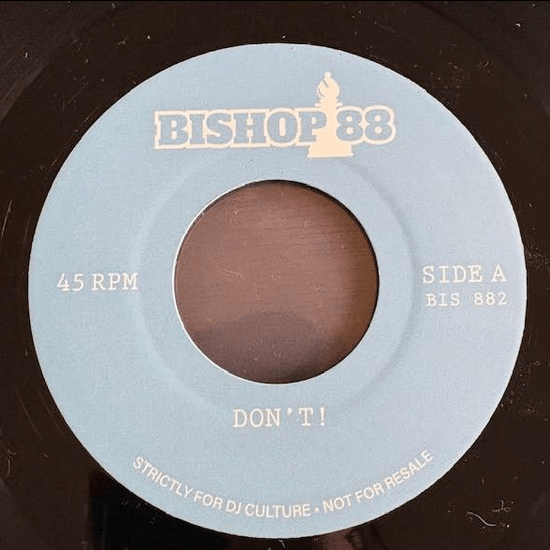 BISHOP 88
45 RPM
SIDE A
BIS 882
DON'T!
STRICTLY FOR DJ CULTURE • NOT FOR RESALE